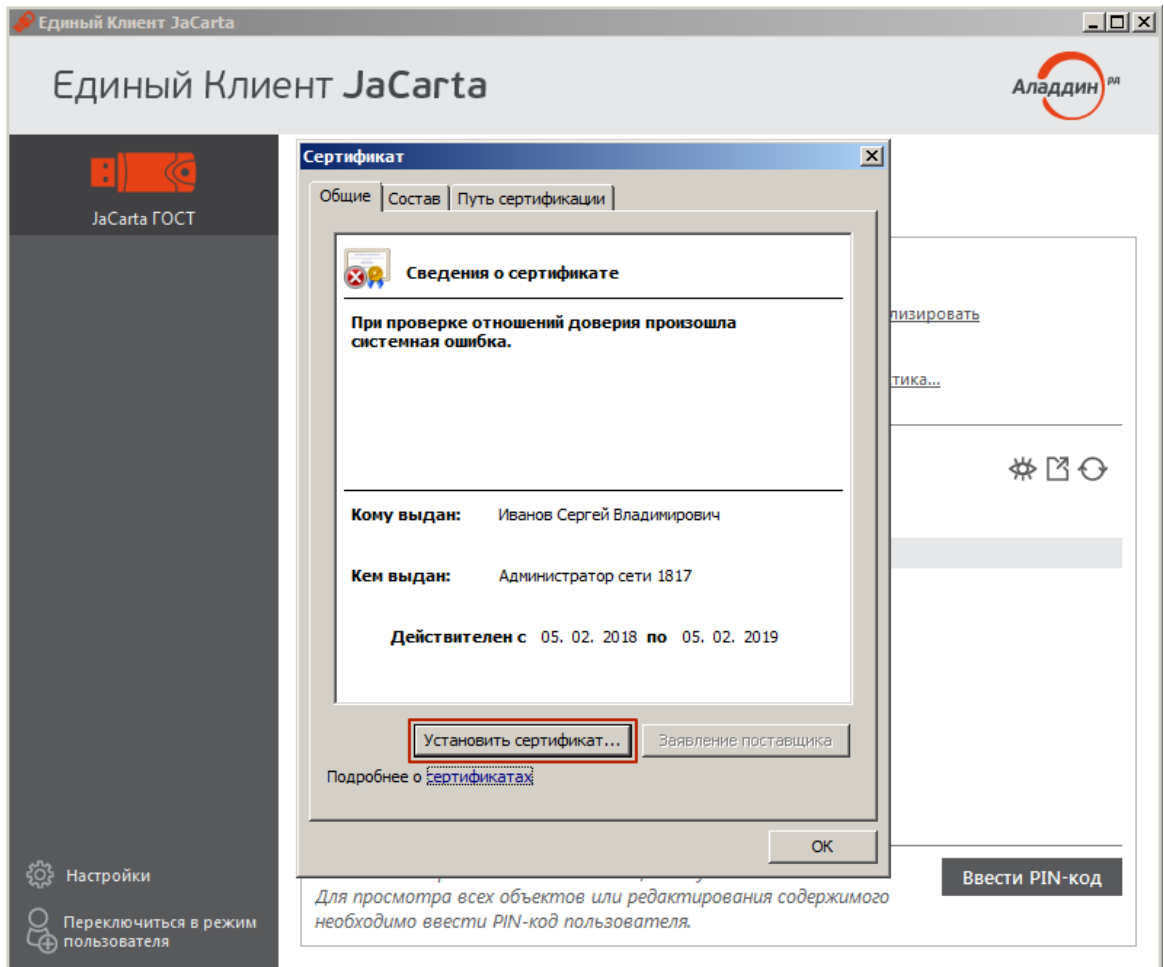 Единый Клиент JaCarta
Единый Клиент JaCarta
Аладдин РД
JaCarta ГОСТ
Сертификат
Общие Состав Путь сертификации
Сведения о сертификате
При проверке отношений доверия произошла
системная ошибка.
лизировать
тика...
Кому выдан: Иванов Сергей Владимирович
Кем выдан: Администратор сети 1817
Действителен с 05. 02. 2018 по 05. 02. 2019
Установить сертификат... Заявление поставщика
Подробнее о сертификатах
ОК
Настройки
Переключиться в режим
пользователя
Для просмотра всех объектов или редактирования содержимого
необходимо ввести PIN-код пользователя.
Ввести PIN-код